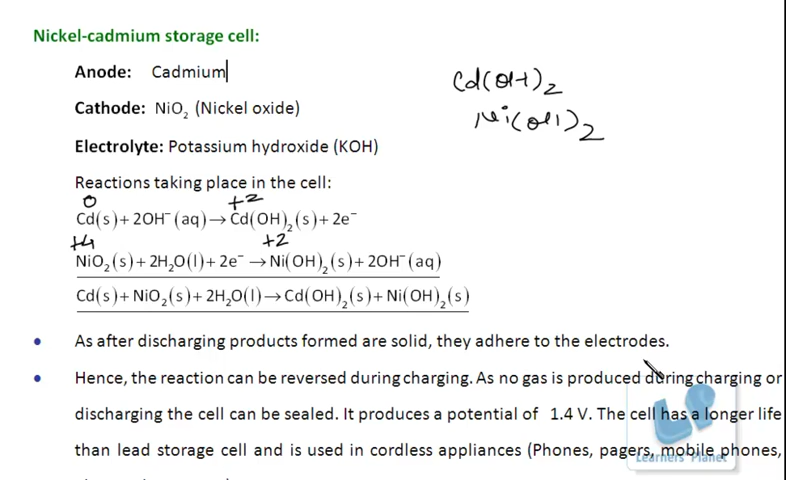 Nickel-cadmium storage cell:
Anode: Cadmium
Cd(OH)₂
Cathode: NiO₂ (Nickel oxide)
Ni(OH)₂
Electrolyte: Potassium hydroxide (KOH)
Reactions taking place in the cell:
0 +2
Cd(s) + 2OH⁻(aq) → Cd(OH)₂(s) + 2e⁻
+4 +2
NiO₂(s) + 2H₂O(l) + 2e⁻ → Ni(OH)₂(s) + 2OH⁻(aq)
Cd(s) + NiO₂(s) + 2H₂O(l) → Cd(OH)₂(s) + Ni(OH)₂(s)
• As after discharging products formed are solid, they adhere to the electrodes.
• Hence, the reaction can be reversed during charging. As no gas is produced during charging or
discharging the cell can be sealed. It produces a potential of 1.4 V. The cell has a longer life
than lead storage cell and is used in cordless appliances (Phones, pagers, mobile phones,
LP
Learners Planet